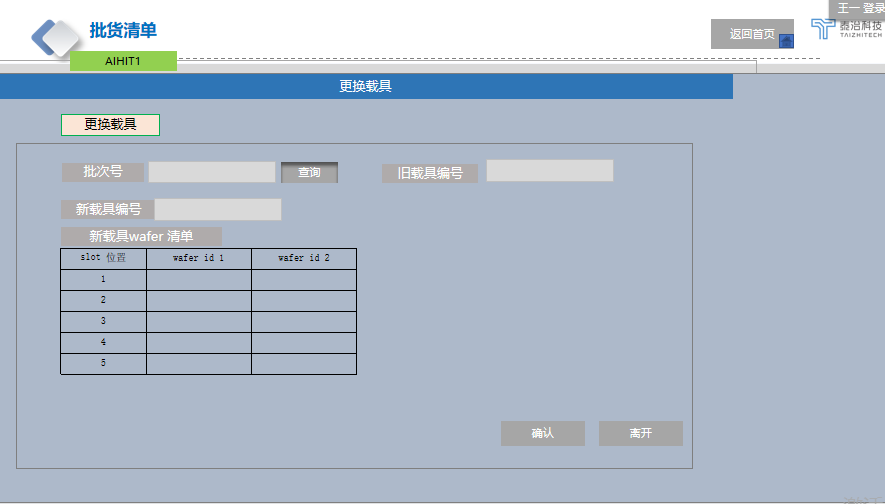 王一 登录
批货清单
返回首页
泰治科技
TAIZHITECH
AIHIT1
更换载具
更换载具
批次号
查询
旧载具编号
新载具编号
新载具wafer 清单
slot 位置 wafer id 1 wafer id 2
1
2
3
4
5
确认 离开